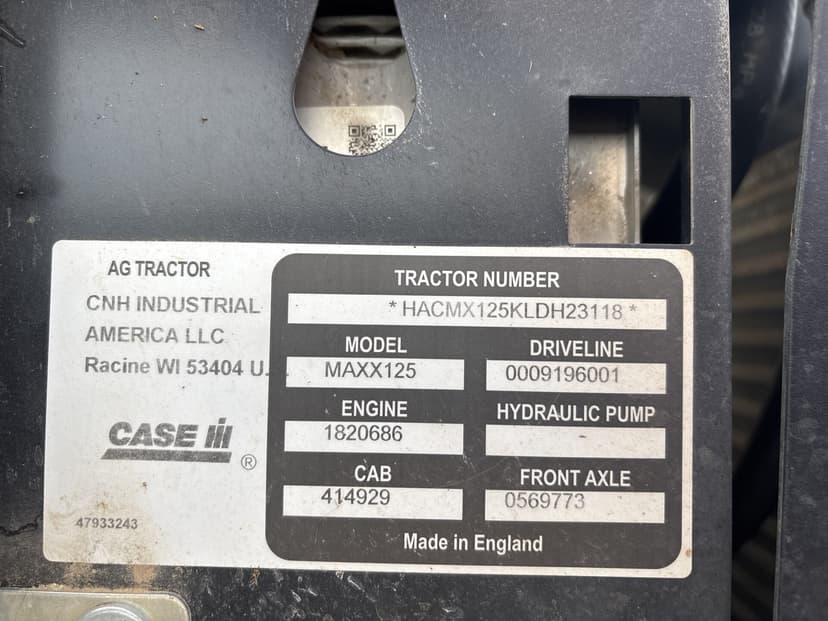 AG TRACTOR
CNH INDUSTRIAL
AMERICA LLC
Racine WI 53404 U.
CASE IH
®
47933243
TRACTOR NUMBER
* HACMX125KLDH23118 *
MODEL
MAXX125
DRIVELINE
0009196001
ENGINE
1820686
HYDRAULIC PUMP
CAB
414929
FRONT AXLE
0569773
Made in England